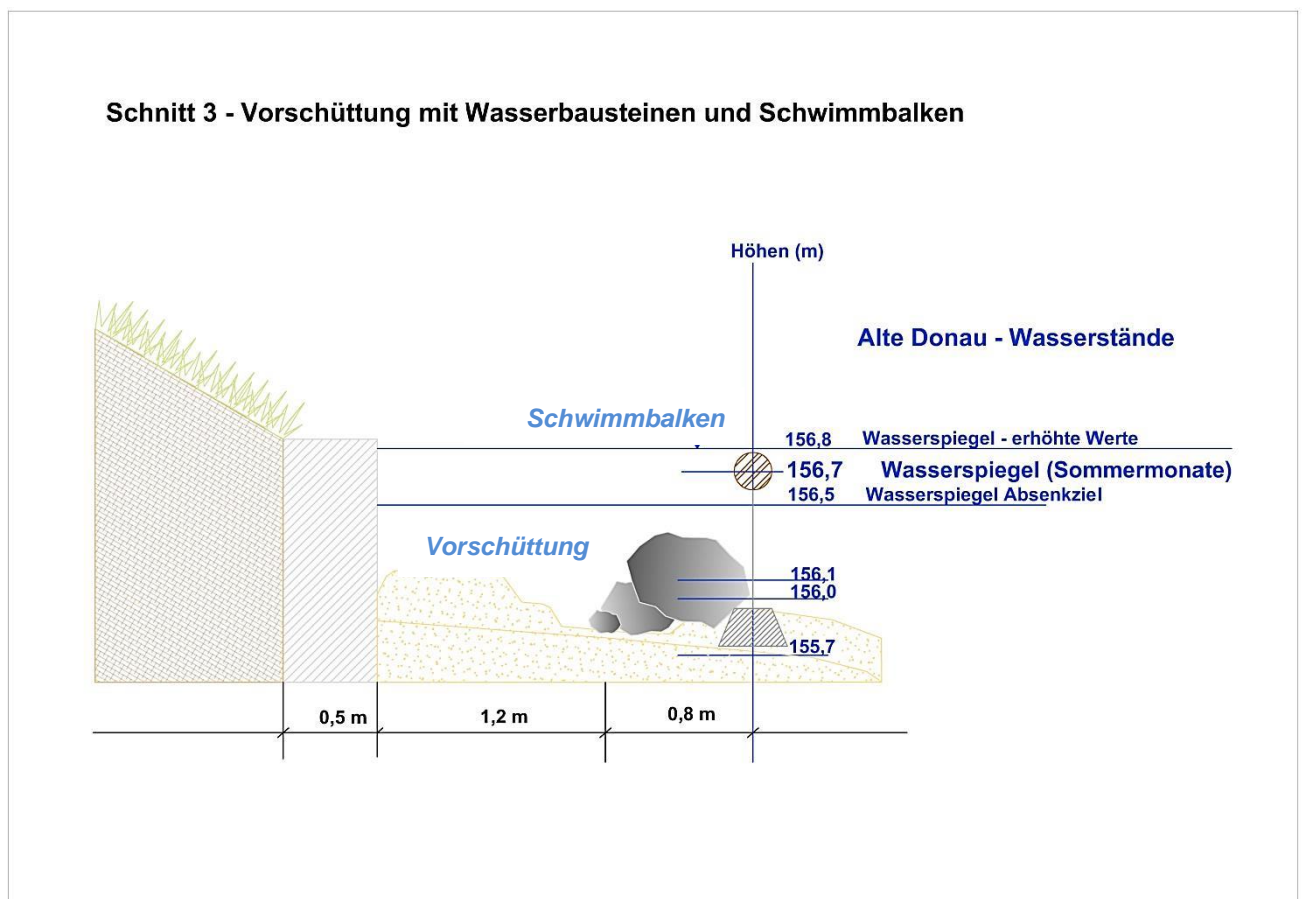 Schnitt 3 - Vorschüttung mit Wasserbausteinen und Schwimmbalken
Höhen (m)
Alte Donau - Wasserstände
Schwimmbalken
156,8 Wasserspiegel - erhöhte Werte
156,7 Wasserspiegel (Sommermonate)
156,5 Wasserspiegel Absenkziel
Vorschüttung
156,1
156,0
155,7
0,5 m 1,2 m 0,8 m